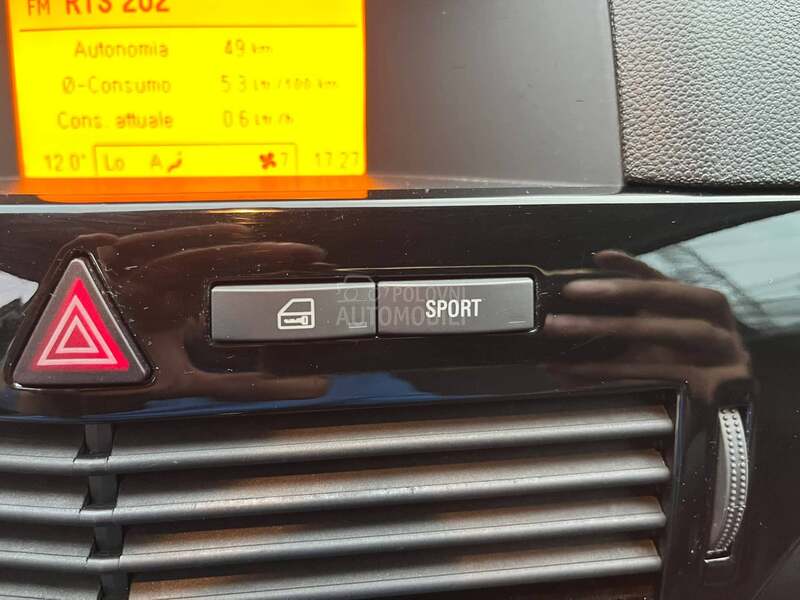 FM RTS 202
Autonomia 49 km
Ø-Consumo 5.3 Ltr/100 km
Cons. attuale 0.6 Ltr/h
12.0° Lo A 7 17:27
SPORT
POLOVNI
AUTOMOBILI